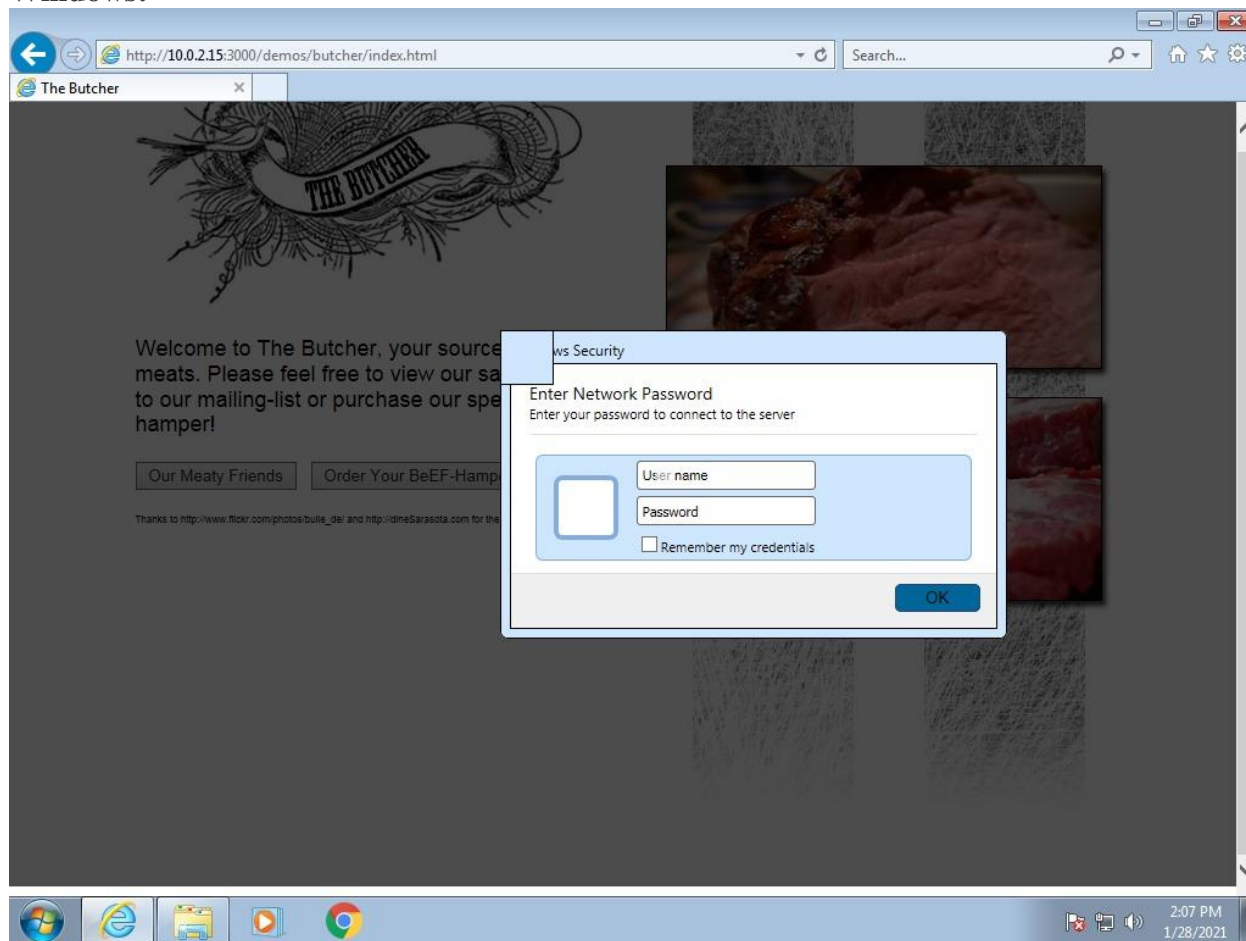 Windows.
http://10.0.2.15:3000/demos/butcher/index.html
Search...
The Butcher
THE BUTCHER
Welcome to The Butcher, your source
meats. Please feel free to view our sa
to our mailing-list or purchase our spe
hamper!
Our Meaty Friends
Order Your BeEF-Hamp
Thanks to http://www.flickr.com/photos/bulle_de/ and http://dineSarasota.com for the
ws Security
Enter Network Password
Enter your password to connect to the server
User name
Password
Remember my credentials
OK
2:07 PM
1/28/2021